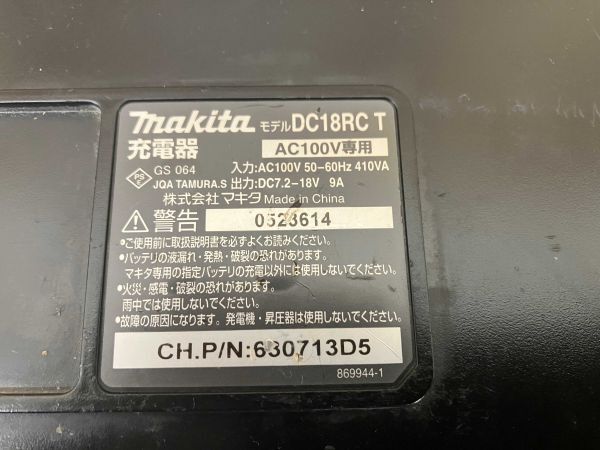 makita モデル DC18RC T
充電器 AC100V専用
PS E GS 064 入力:AC100V 50-60Hz 410VA
JQA TAMURA.S 出力:DC7.2-18V 9A
株式会社 マキタ Made in China
警告 0523614
•ご使用前に取扱説明書を必ずよくお読みください。
•バッテリの液漏れ・発熱・破裂の恐れがあります。
マキタ専用の指定バッテリの充電以外には使用しないでください。
•火災・感電・破裂の恐れがあります。
雨中では使用しないでください。
•故障の原因になります。発電機・昇圧器は使用しないでください。
CH.P/N:630713D5
869944-1